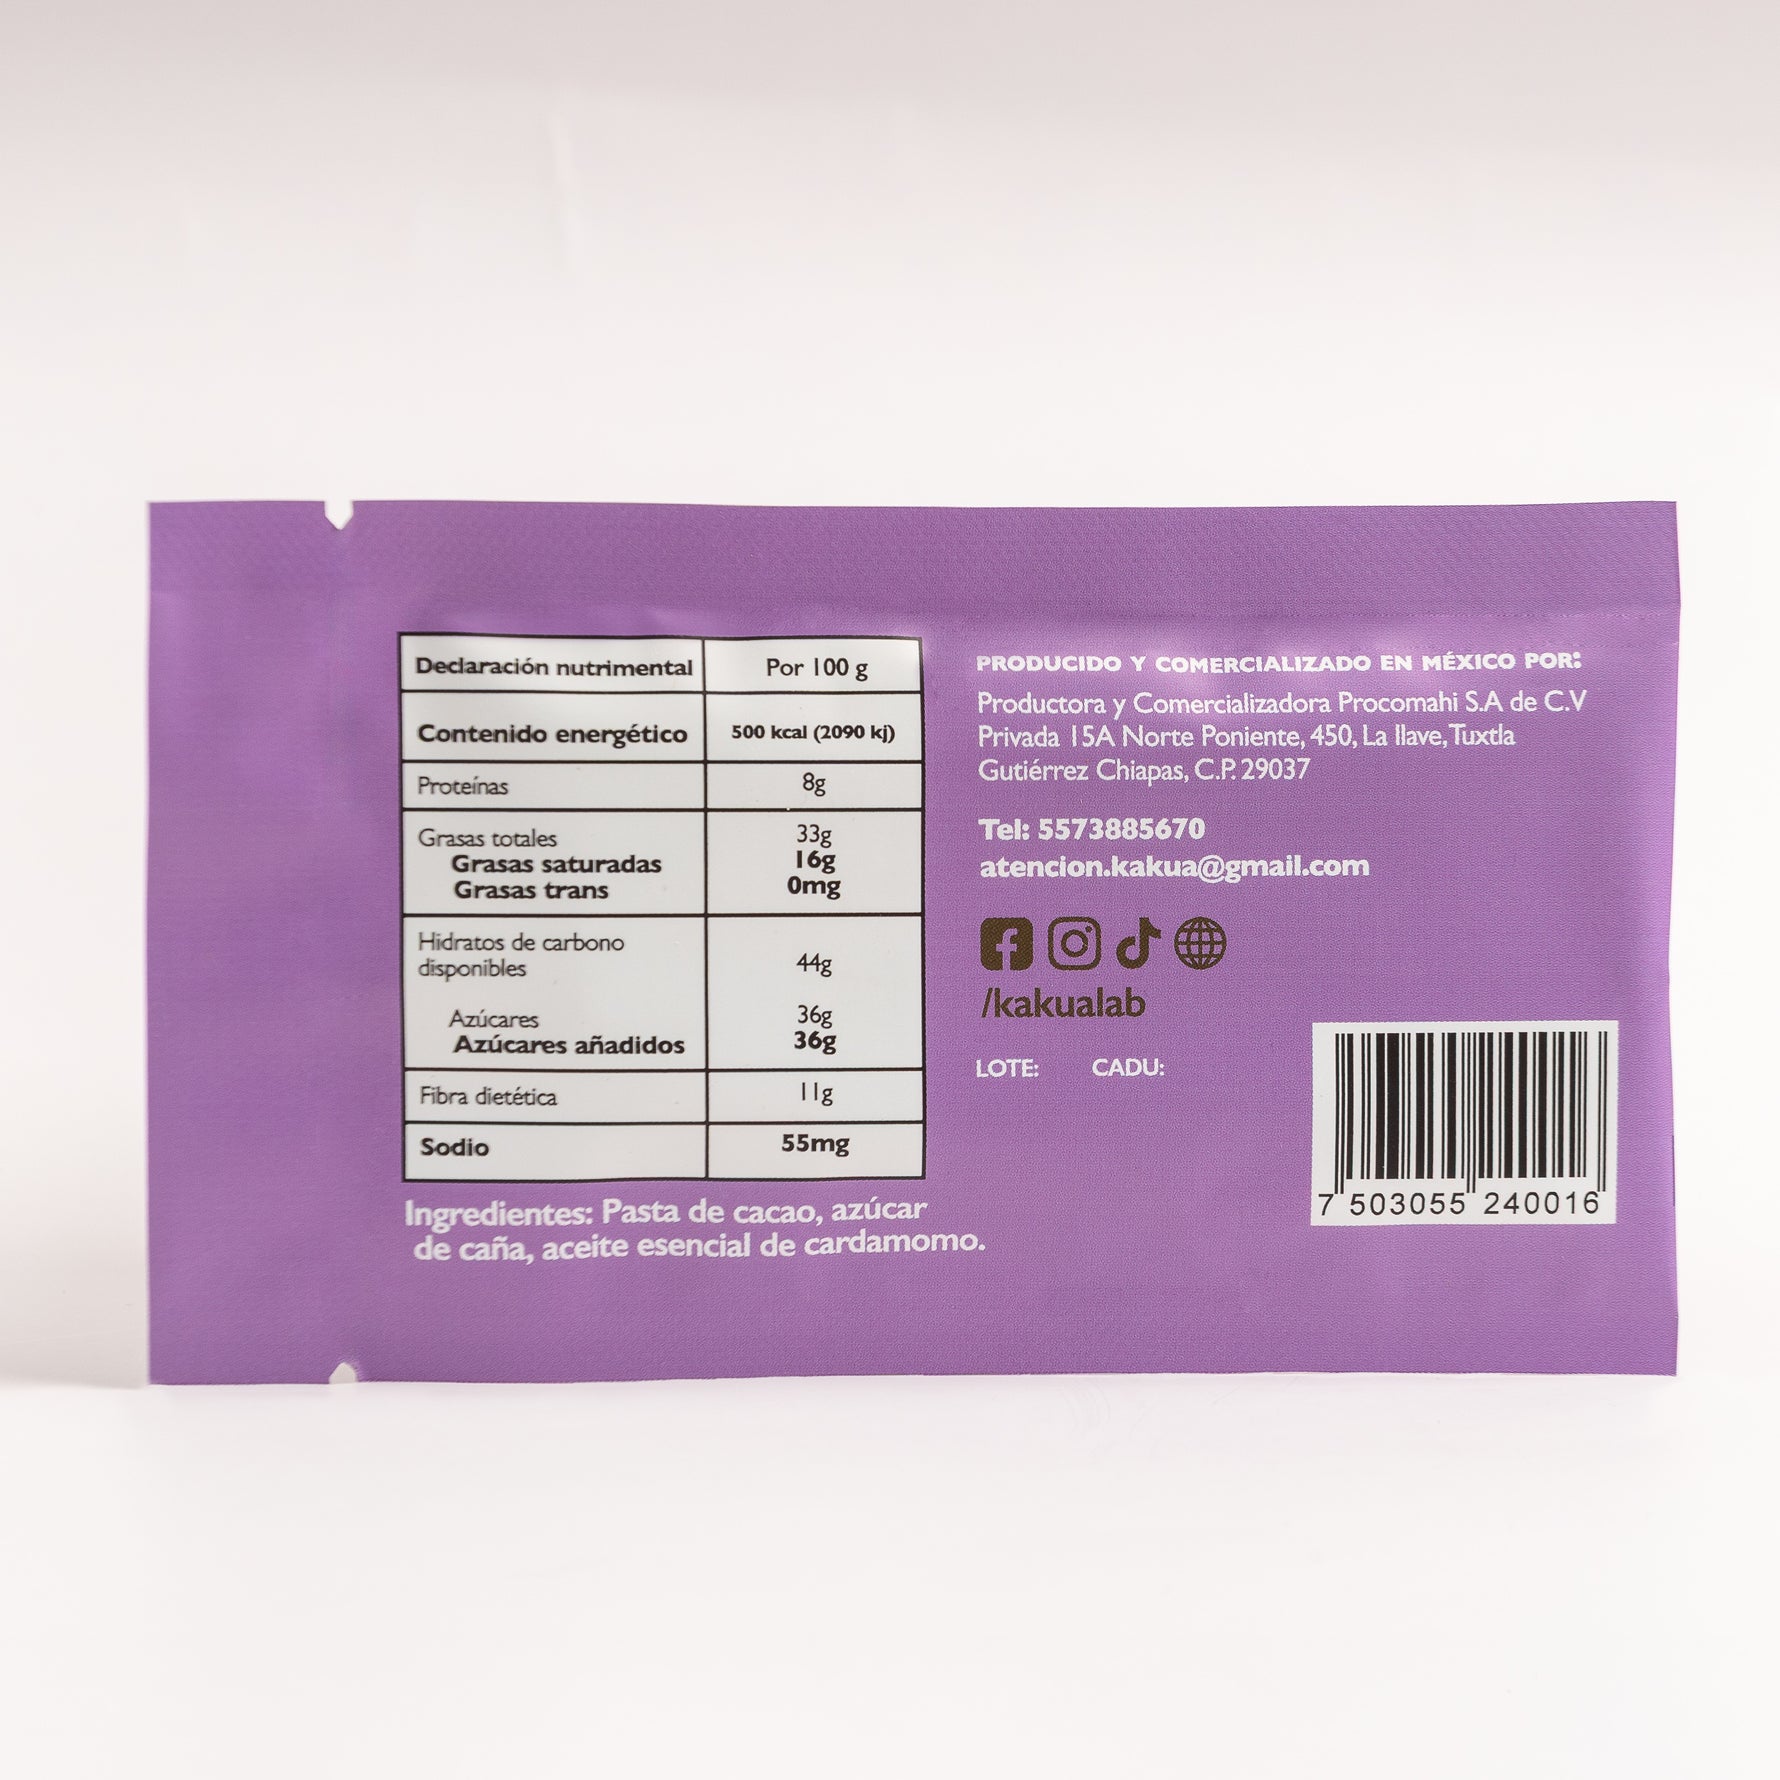 Declaración nutrimental Por 100 g
Contenido energético 500 kcal (2090 kj)
Proteínas 8g
Grasas totales 33g
Grasas saturadas 16g
Grasas trans 0mg
Hidratos de carbono
disponibles 44g
Azúcares 36g
Azúcares añadidos 36g
Fibra dietética 11g
Sodio 55mg
Ingredientes: Pasta de cacao, azúcar
de caña, aceite esencial de cardamomo.
PRODUCIDO Y COMERCIALIZADO EN MÉXICO POR:
Productora y Comercializadora Procomahi S.A de C.V
Privada 15A Norte Poniente, 450, La llave, Tuxtla
Gutiérrez Chiapas, C.P. 29037
Tel: 5573885670
atencion.kakua@gmail.com
/kakualab
LOTE: CADU:
7 503055 240016